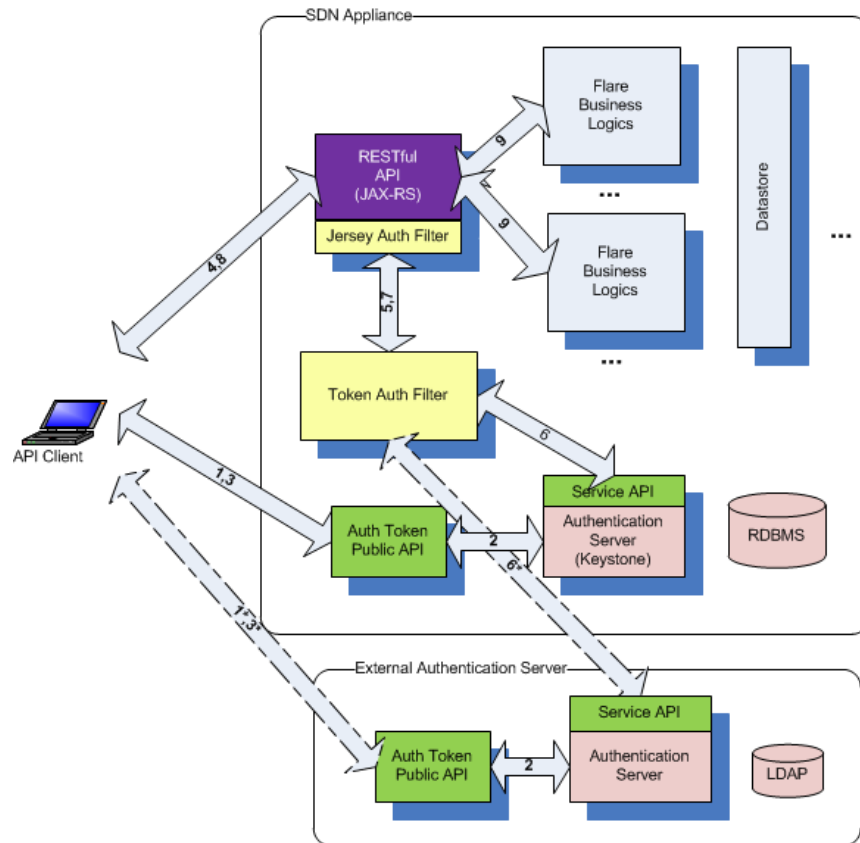 SDN Appliance
Flare
Business
Logics
9
RESTful
API
(JAX-RS)
...
Datastore
Jersey Auth Filter
9
Flare
Business
Logics
...
4,8
5,7
...
Token Auth Filter
6
API Client
1,3
Service API
Auth Token
Public API
2
Authentication
Server
(Keystone)
RDBMS
6*
1*,3*
External Authentication Server
Service API
Auth Token
Public API
2
Authentication
Server
LDAP